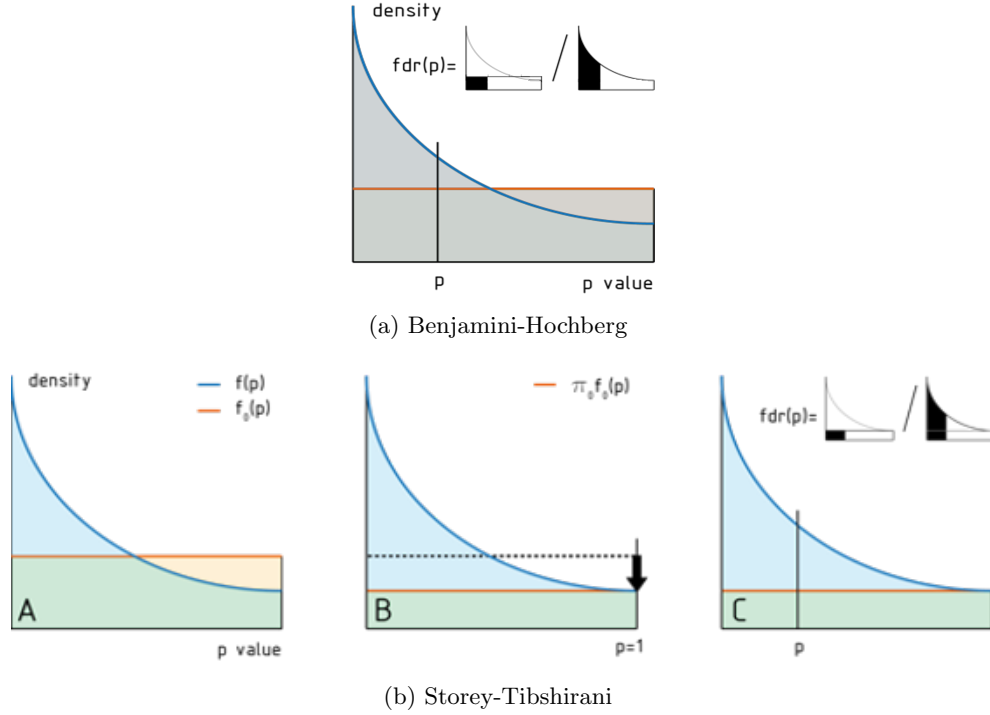 density
fdr(p)=
p
p value
(a) Benjamini-Hochberg
density
f(p)
f₀(p)
A
p value
π₀f₀(p)
B
p=1
fdr(p)=
C
p
(b) Storey-Tibshirani